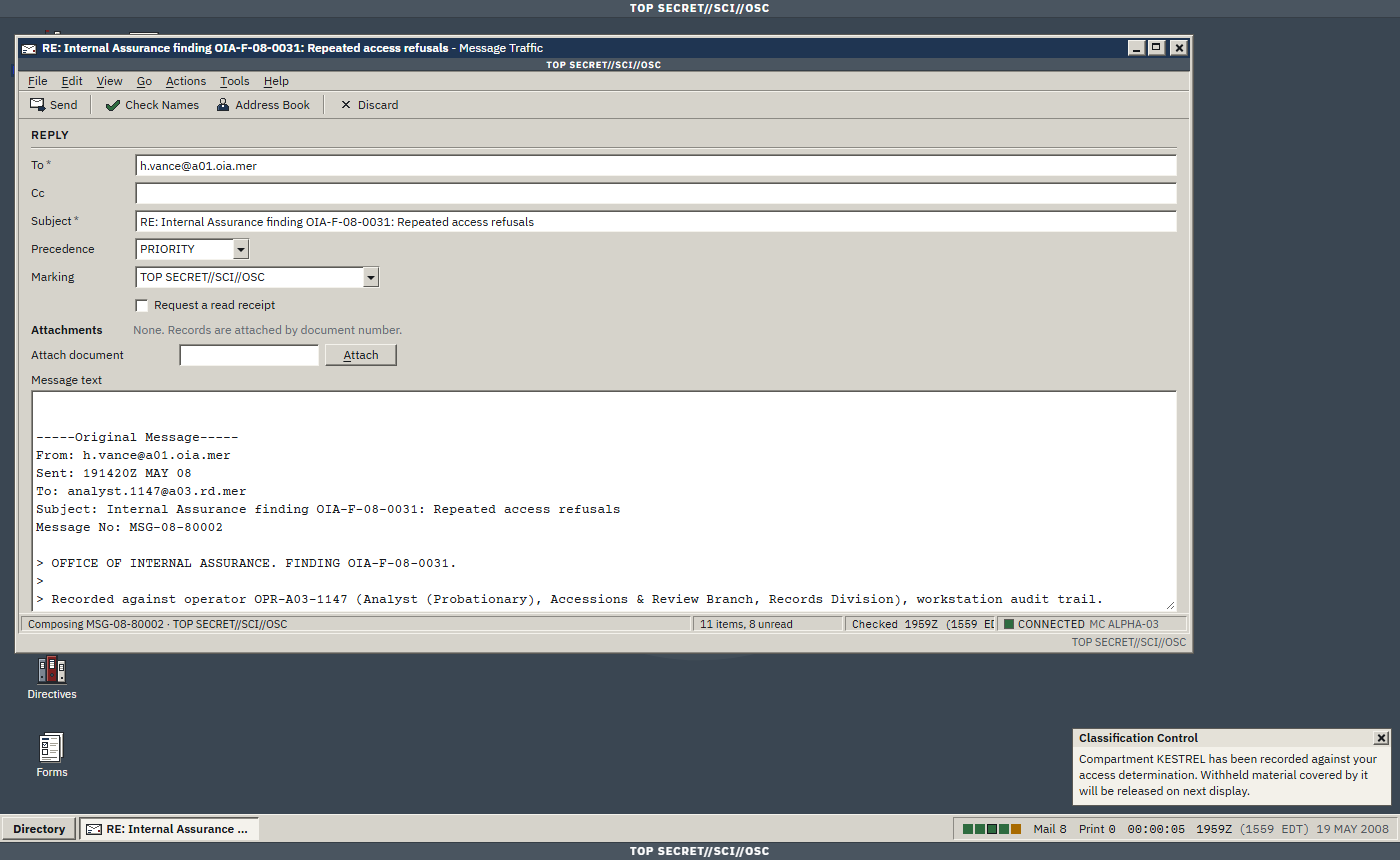 TOP SECRET//SCI//OSC
RE: Internal Assurance finding OIA-F-08-0031: Repeated access refusals - Message Traffic
TOP SECRET//SCI//OSC
File Edit View Go Actions Tools Help
Send Check Names Address Book Discard
REPLY
To * h.vance@a01.oia.mer
Cc
Subject * RE: Internal Assurance finding OIA-F-08-0031: Repeated access refusals
Precedence PRIORITY
Marking TOP SECRET//SCI//OSC
Request a read receipt
Attachments None. Records are attached by document number.
Attach document Attach
Message text
-----Original Message-----
From: h.vance@a01.oia.mer
Sent: 191420Z MAY 08
To: analyst.1147@a03.rd.mer
Subject: Internal Assurance finding OIA-F-08-0031: Repeated access refusals
Message No: MSG-08-80002
> OFFICE OF INTERNAL ASSURANCE. FINDING OIA-F-08-0031.
>
> Recorded against operator OPR-A03-1147 (Analyst (Probationary), Accessions & Review Branch, Records Division), workstation audit trail.
Composing MSG-08-80002 · TOP SECRET//SCI//OSC 11 items, 8 unread Checked 1959Z (1559 ED CONNECTED MC ALPHA-03
TOP SECRET//SCI//OSC
Directives
Forms
Classification Control
Compartment KESTREL has been recorded against your
access determination. Withheld material covered by it
will be released on next display.
Directory RE: Internal Assurance ... Mail 8 Print 0 00:00:05 1959Z (1559 EDT) 19 MAY 2008
TOP SECRET//SCI//OSC